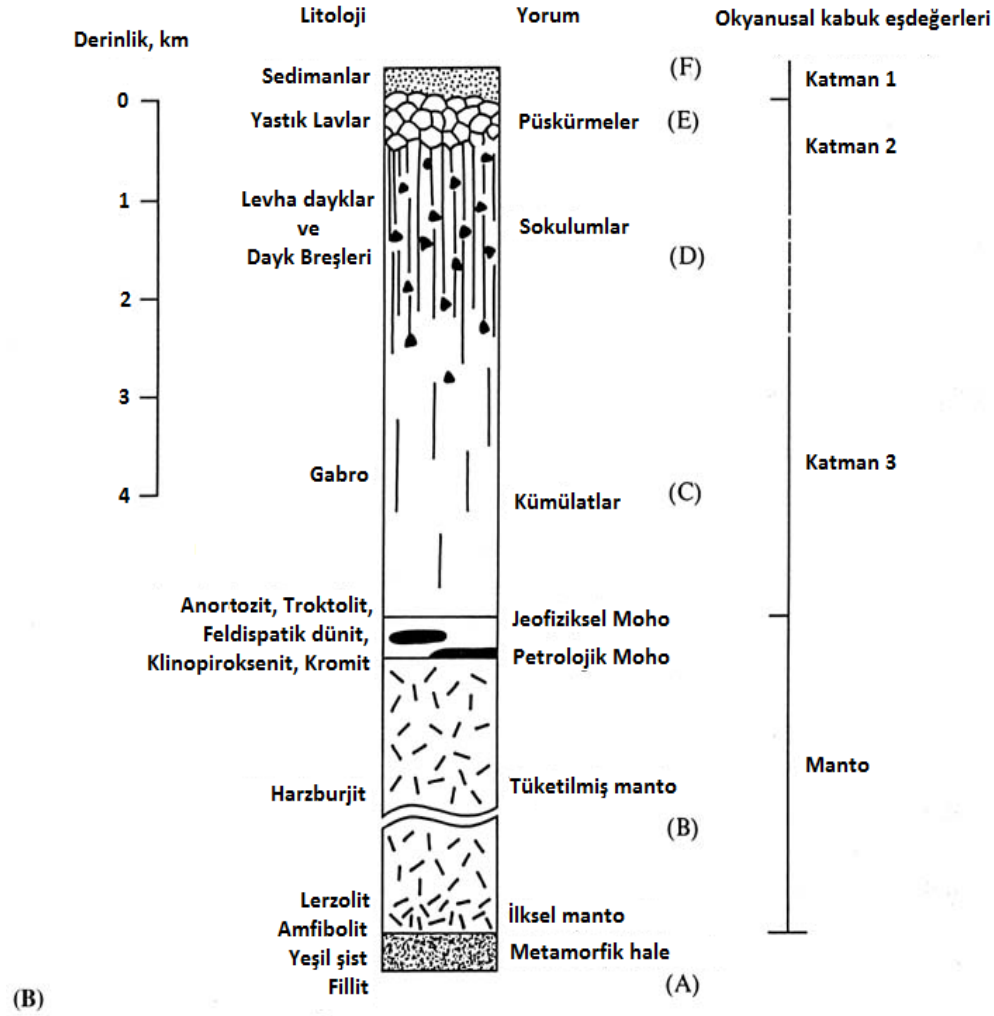 Litoloji
Yorum
Okyanusal kabuk eşdeğerleri
Derinlik, km
Sedimanlar
(F)
Katman 1
0
Yastık Lavlar
Püskürmeler
(E)
Katman 2
1
Levha dayklar
ve
Dayk Breşleri
Sokulumlar
(D)
2
3
Gabro
Katman 3
4
Kümülatlar
(C)
Anortozit, Troktolit,
Feldispatik dünit,
Klinopiroksenit, Kromit
Jeofiziksel Moho
Petrolojik Moho
Manto
Harzburjit
Tüketilmiş manto
(B)
Lerzolit
Amfibolit
Yeşil şist
Fillit
İlksel manto
Metamorfik hale
(A)
(B)